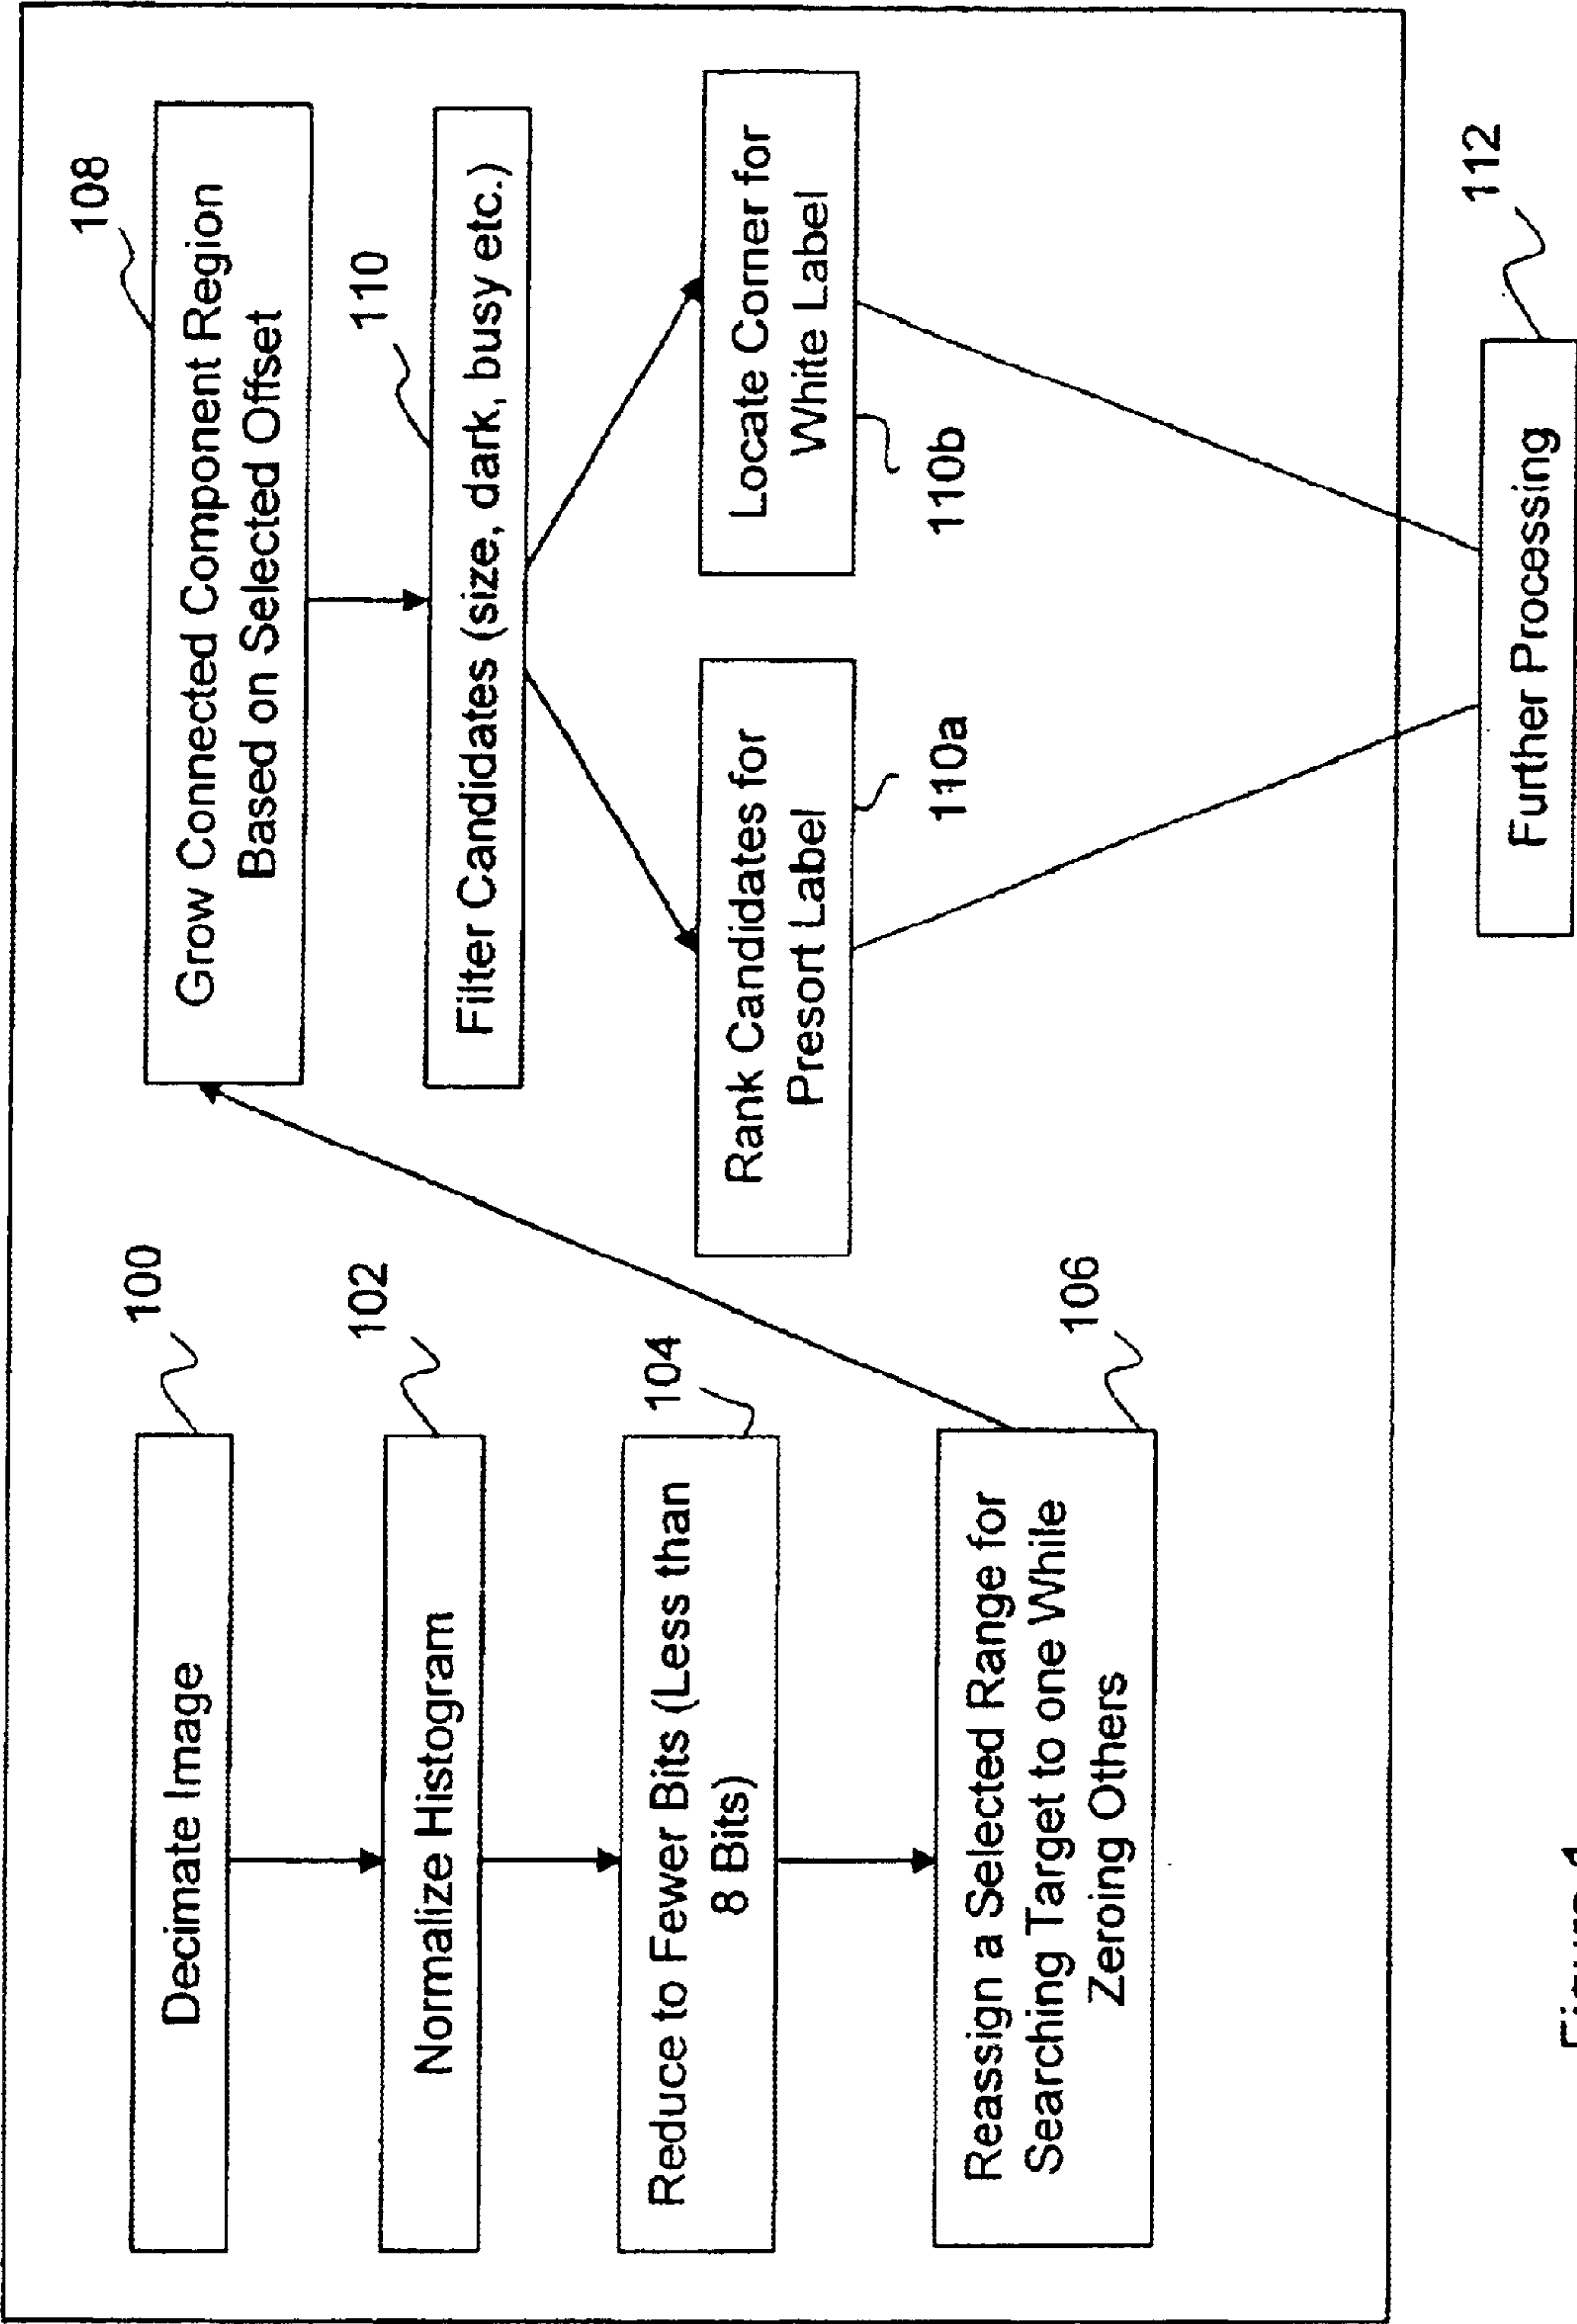 100
Decimate Image
102
Normalize Histogram
104
Reduce to Fewer Bits (Less than
8 Bits)
106
Reassign a Selected Range for
Searching Target to one While
Zeroing Others
108
Grow Connected Component Region
Based on Selected Offset
110
Filter Candidates (size, dark, busy etc.)
Rank Candidates for
Presort Label
110a
Locate Corner for
White Label
110b
112
Further Processing